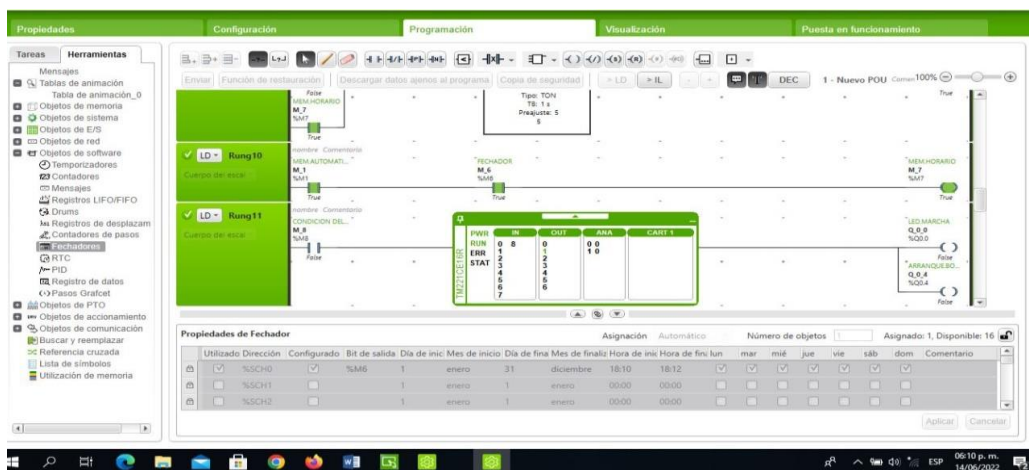 Propiedades Configuración Programación Visualización Puesta en funcionamiento
Tareas Herramientas
Mensajes
Tablas de animación
Tabla de animación_0
Objetos de memoria
Objetos de sistema
Objetos de E/S
Objetos de red
Objetos de software
Temporizadores
Contadores
Mensajes
Registros LIFO/FIFO
Drums
Registros de desplazam
Contadores de pasos
Fechadores
RTC
PID
Registro de datos
Pasos Grafcet
Objetos de PTO
Objetos de accionamiento
Objetos de comunicación
Buscar y reemplazar
Referencia cruzada
Lista de símbolos
Utilización de memoria
Enviar Función de restauración Descargar datos ajenos al programa Copia de seguridad > LD > IL - + DEC 1 - Nuevo POU 100%
False
MEM.HORARIO
M_7
%M7
True
Tipo: TON
TB: 1 s
Preajuste: 5
6
True
LD Rung10
nombre Comentario
Cuerpo del escal
MEM.AUTOMATI...
M_1
%M1
True
FECHADOR
M_6
%M6
True
MEM.HORARIO
M_7
%M7
True
LD Rung11
nombre Comentario
Cuerpo del escal
CONDICION DEL...
M_8
%M8
False
TM221CE16R
PWR
RUN
ERR
STAT
IN OUT ANA CART 1
0 8 0 0 0
1 1 1 0
2 2
3 3
4 4
5 5
6 6
7
LED MARCHA
Q_0_0
%Q0.0
False
ARRANQUE.BO...
Q_0_4
%Q0.4
False
Propiedades de Fechador Asignación Automático Número de objetos 1 Asignado: 1, Disponible: 16
Utilizado Dirección Configurado Bit de salida Día de inic Mes de inicio Día de fina Mes de finaliz Hora de inic Hora de fina lun mar mié jue vie sáb dom Comentario
%SCH0 %M6 1 enero 31 diciembre 18:10 18:12
%SCH1 1 enero 1 enero 00:00 00:00
%SCH2 1 enero 1 enero 00:00 00:00
Aplicar Cancelar
ESP 06:10 p. m.
14/06/2022